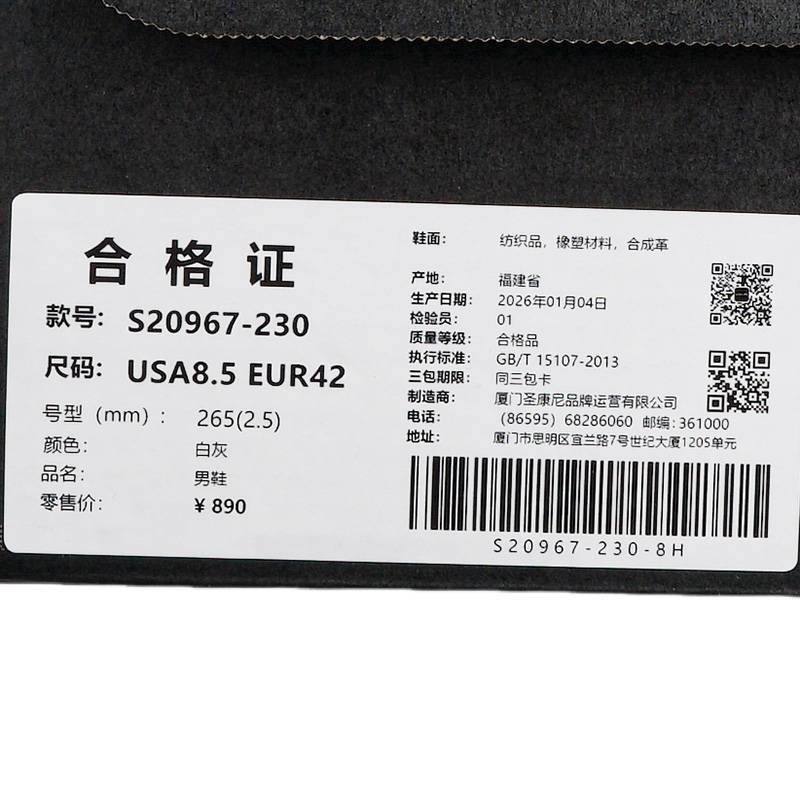 合格证
款号： S20967-230
尺码： USA8.5 EUR42
号型（mm）： 265(2.5)
颜色： 白灰
品名： 男鞋
零售价： ¥ 890
鞋面： 纺织品，橡塑材料，合成革
产地： 福建省
生产日期： 2026年01月04日
检验员： 01
质量等级： 合格品
执行标准： GB/T 15107-2013
三包期限： 同三包卡
制造商： 厦门圣康尼品牌运营有限公司
电话： （86595）68286060 邮编：361000
地址： 厦门市思明区宜兰路7号世纪大厦1205单元
S20967-230-8H